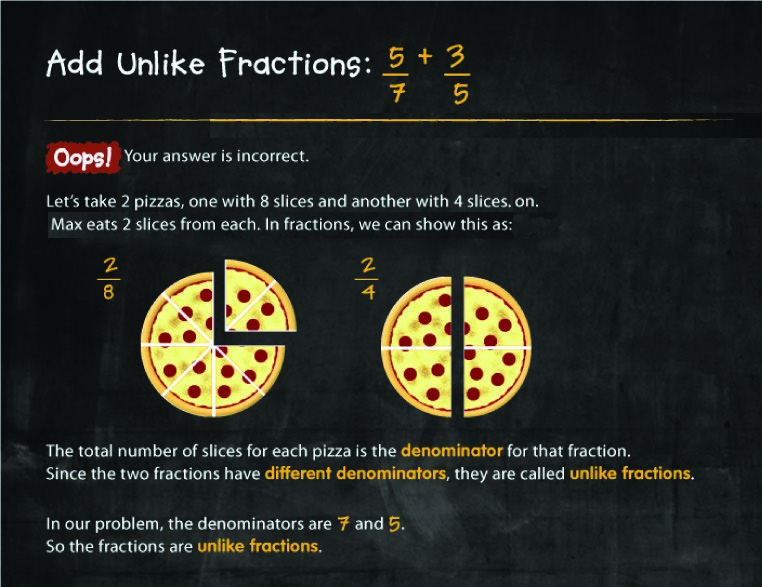 Add Unlike Fractions: 5/7 + 3/5
Oops! Your answer is incorrect.
Let's take 2 pizzas, one with 8 slices and another with 4 slices. on.
Max eats 2 slices from each. In fractions, we can show this as:
2/8 2/4
The total number of slices for each pizza is the denominator for that fraction.
Since the two fractions have different denominators, they are called unlike fractions.
In our problem, the denominators are 7 and 5.
So the fractions are unlike fractions.